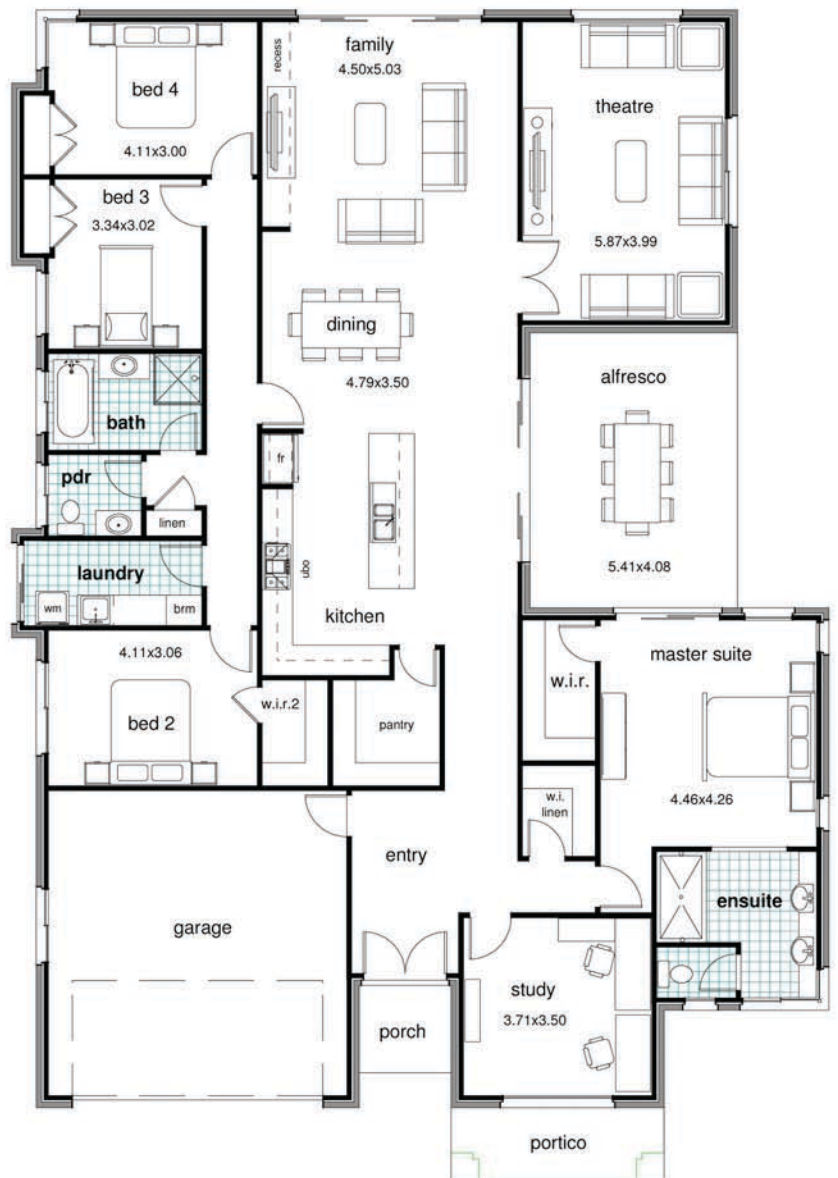 family
4.50x5.03
recess
bed 4
4.11x3.00
theatre
5.87x3.99
bed 3
3.34x3.02
dining
4.79x3.50
alfresco
5.41x4.08
bath
pdr
linen
fr
ubo
kitchen
laundry
wm
brm
4.11x3.06
bed 2
w.i.r.2
pantry
w.i.r.
master suite
4.46x4.26
w.i.
linen
entry
ensuite
garage
study
3.71x3.50
porch
portico